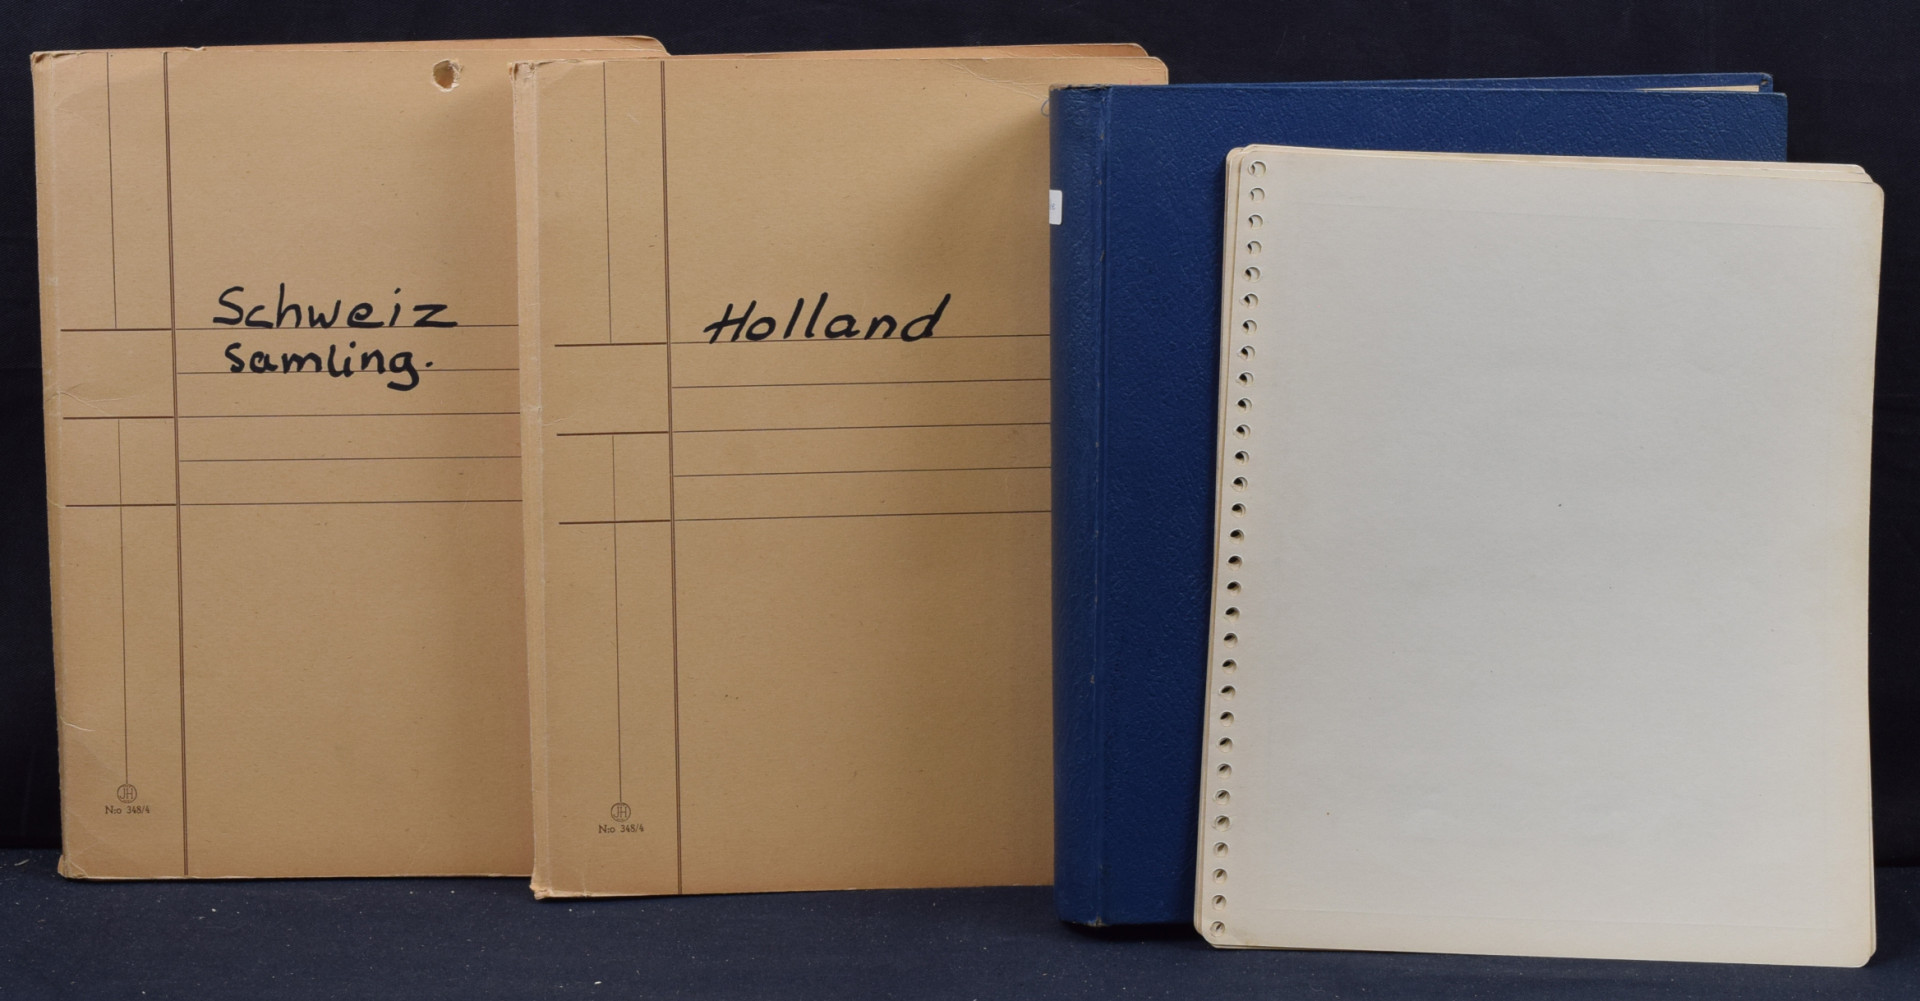 Schweiz
samling.
JH
N:o 348/4
Holland
JH
N:o 348/4